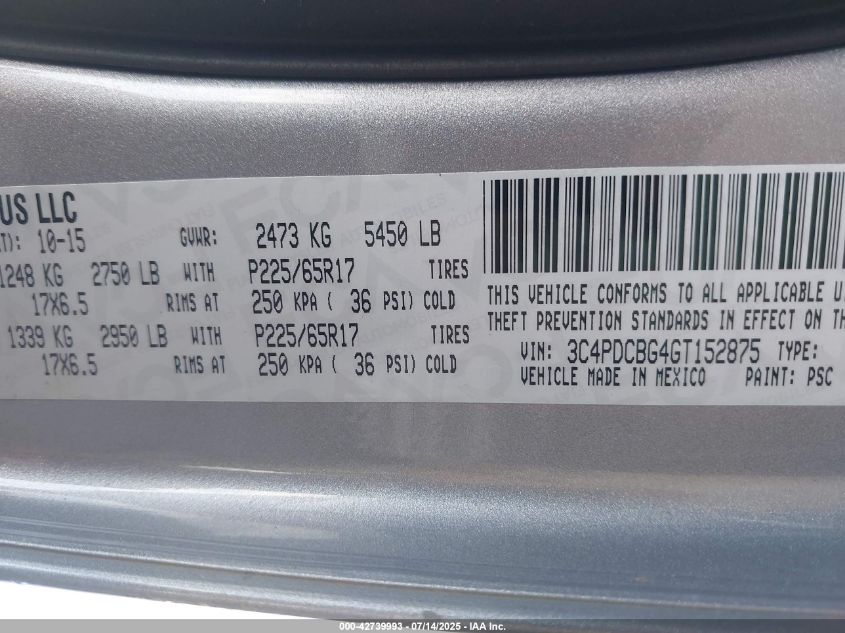 US LLC
T): 10-15 GVWR: 2473 KG 5450 LB
1248 KG 2750 LB WITH P225/65R17 TIRES
17X6.5 RIMS AT 250 KPA ( 36 PSI) COLD
1339 KG 2950 LB WITH P225/65R17 TIRES
17X6.5 RIMS AT 250 KPA ( 36 PSI) COLD
THIS VEHICLE CONFORMS TO ALL APPLICABLE U.
THEFT PREVENTION STANDARDS IN EFFECT ON TH
VIN: 3C4PDCBG4GT152875 TYPE:
VEHICLE MADE IN MEXICO PAINT: PSC
000-42739993 - 07/14/2025 - IAA Inc.